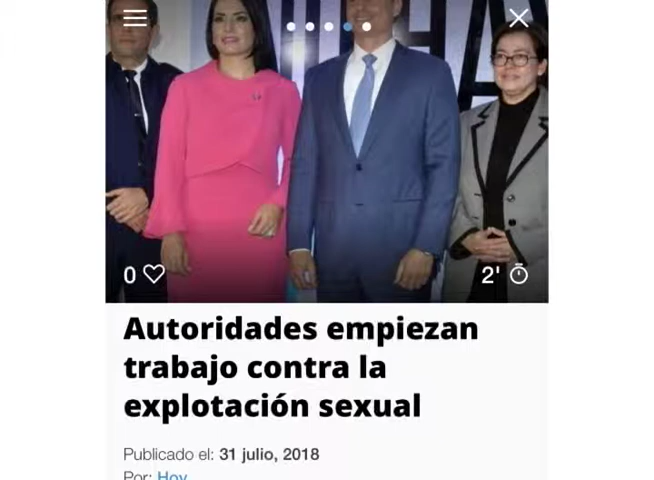 0
2'
Autoridades empiezan
trabajo contra la
explotación sexual
Publicado el: 31 julio, 2018
Por: Hoy